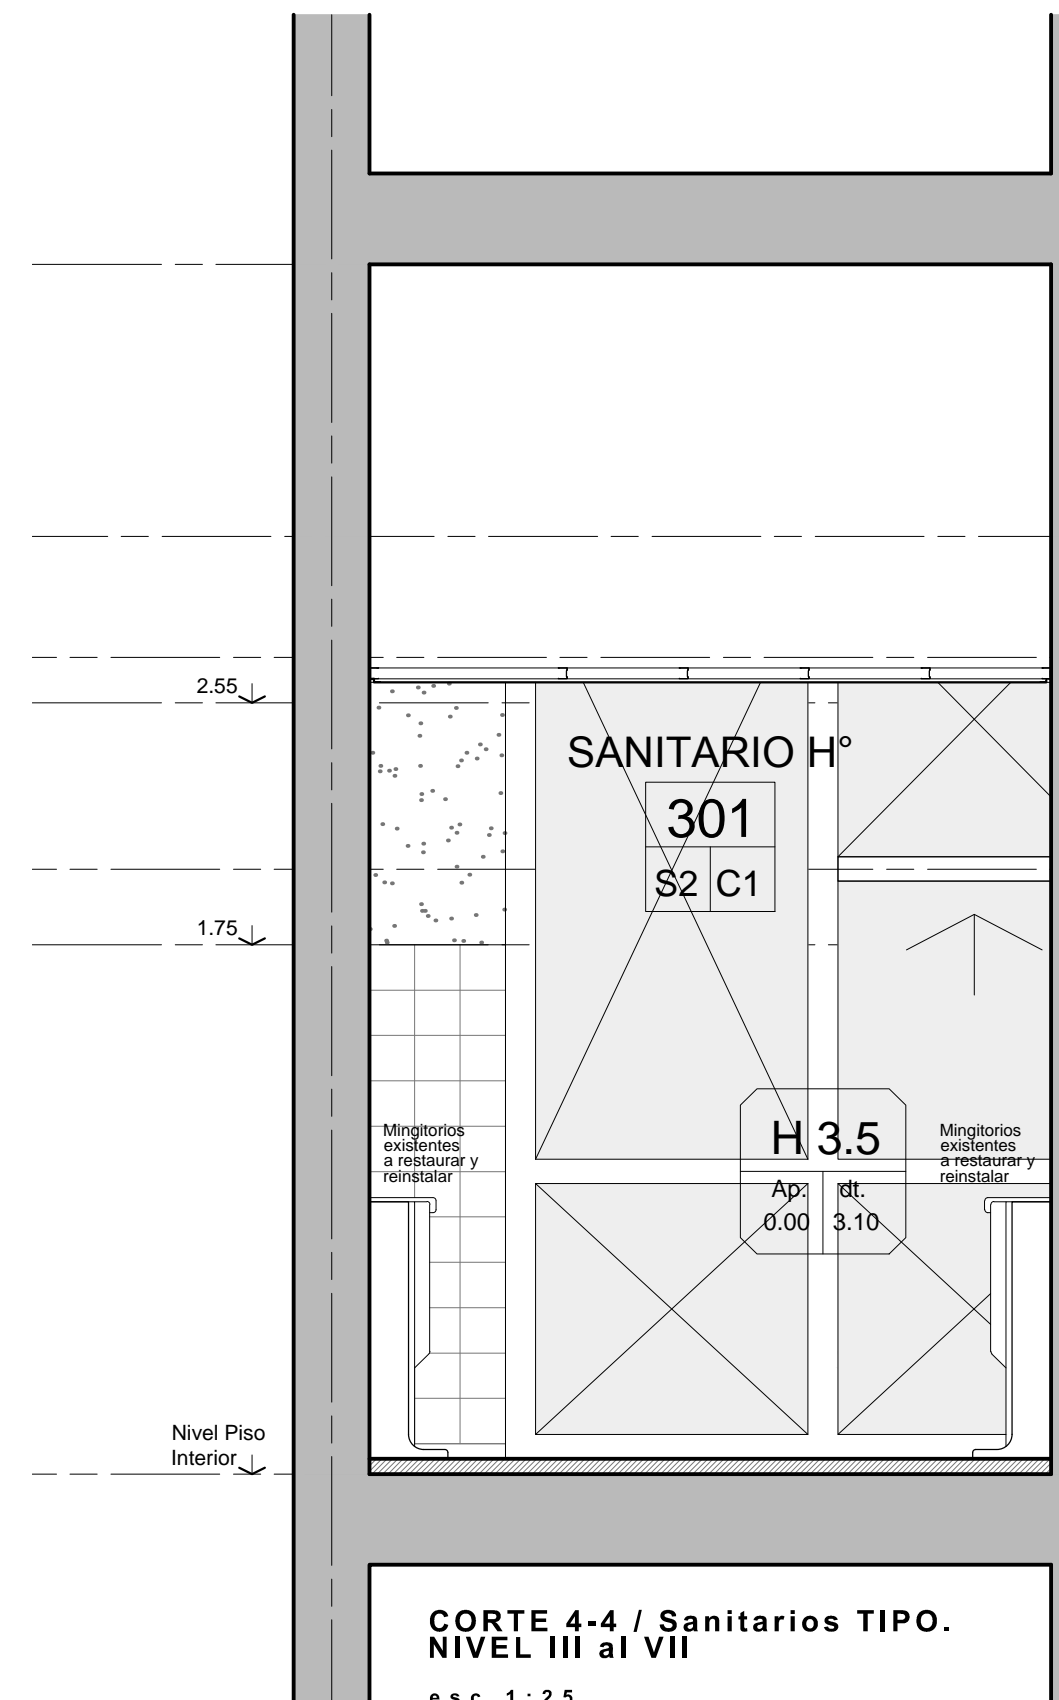 2.55
SANITARIO H°
301
S2 C1
1.75
Mingitorios
existentes
a restaurar y
reinstalar
H 3.5
Ap. dt.
0.00 3.10
Mingitorios
existentes
a restaurar y
reinstalar
Nivel Piso
Interior
CORTE 4-4 / Sanitarios TIPO.
NIVEL III al VII
esc. 1:25